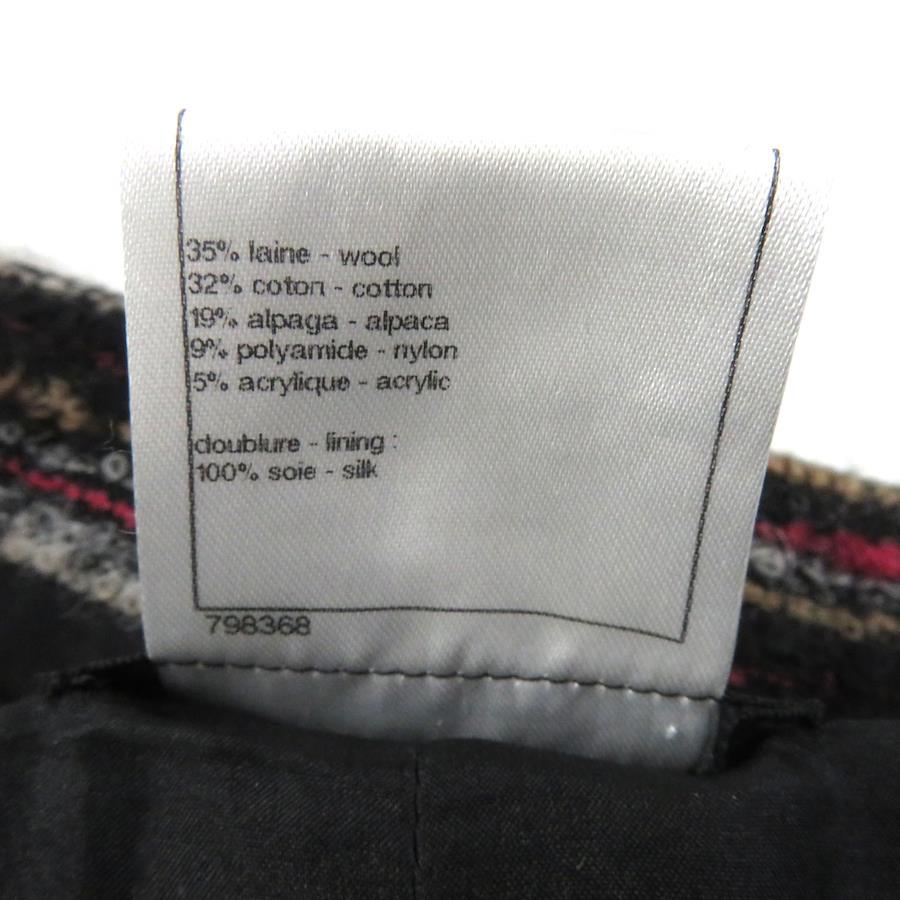 35% laine - wool
32% coton - cotton
19% alpaga - alpaca
9% polyamide - nylon
5% acrylique - acrylic
doublure - lining :
100% soie - silk
798368